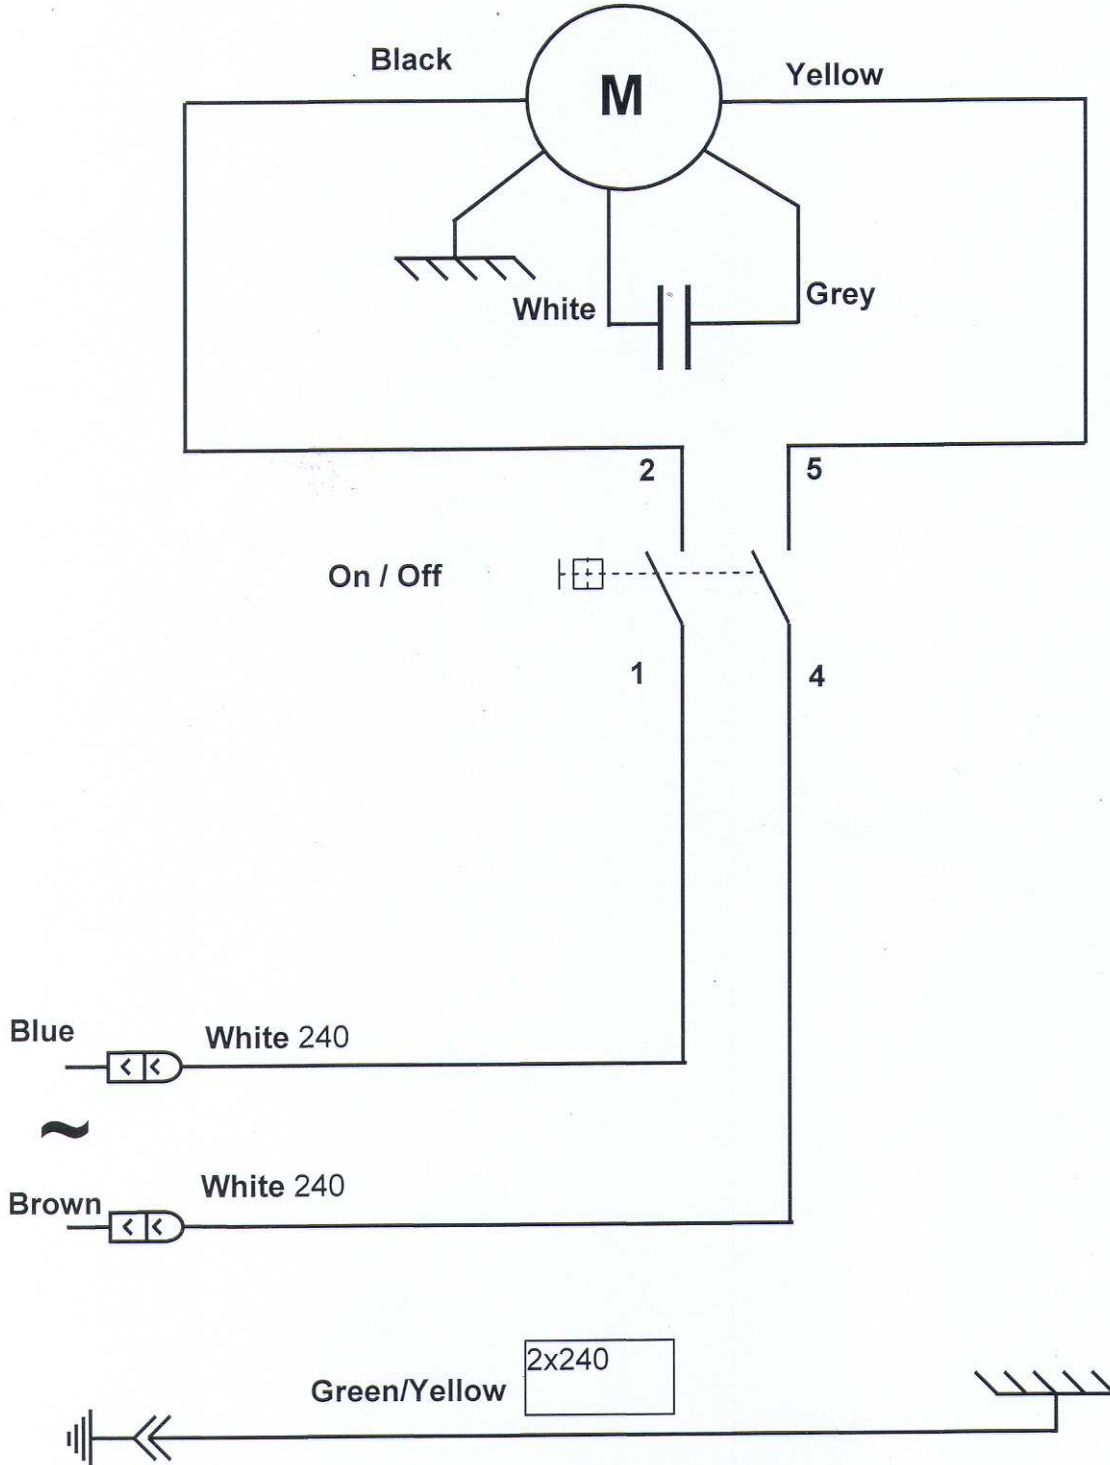 Black
M
Yellow
White
Grey
2
5
On / Off
1
4
Blue
White 240
~
Brown
White 240
2x240
Green/Yellow